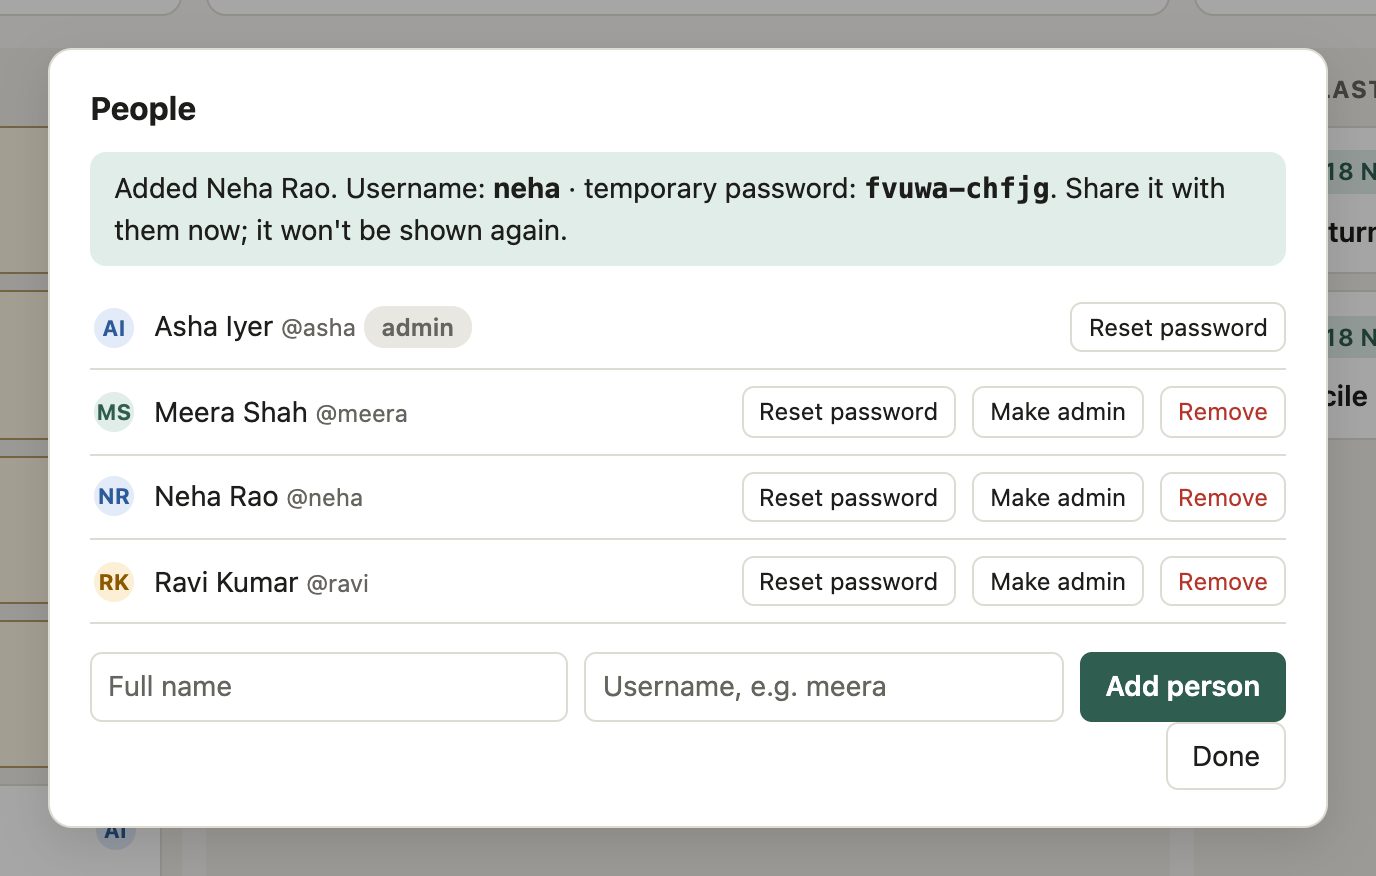 People
Added Neha Rao. Username: neha · temporary password: fvuwa-chfjg. Share it with
them now; it won't be shown again.
AI Asha Iyer @asha admin Reset password
MS Meera Shah @meera Reset password Make admin Remove
NR Neha Rao @neha Reset password Make admin Remove
RK Ravi Kumar @ravi Reset password Make admin Remove
Full name Username, e.g. meera Add person
Done
AI
18 N
18 N